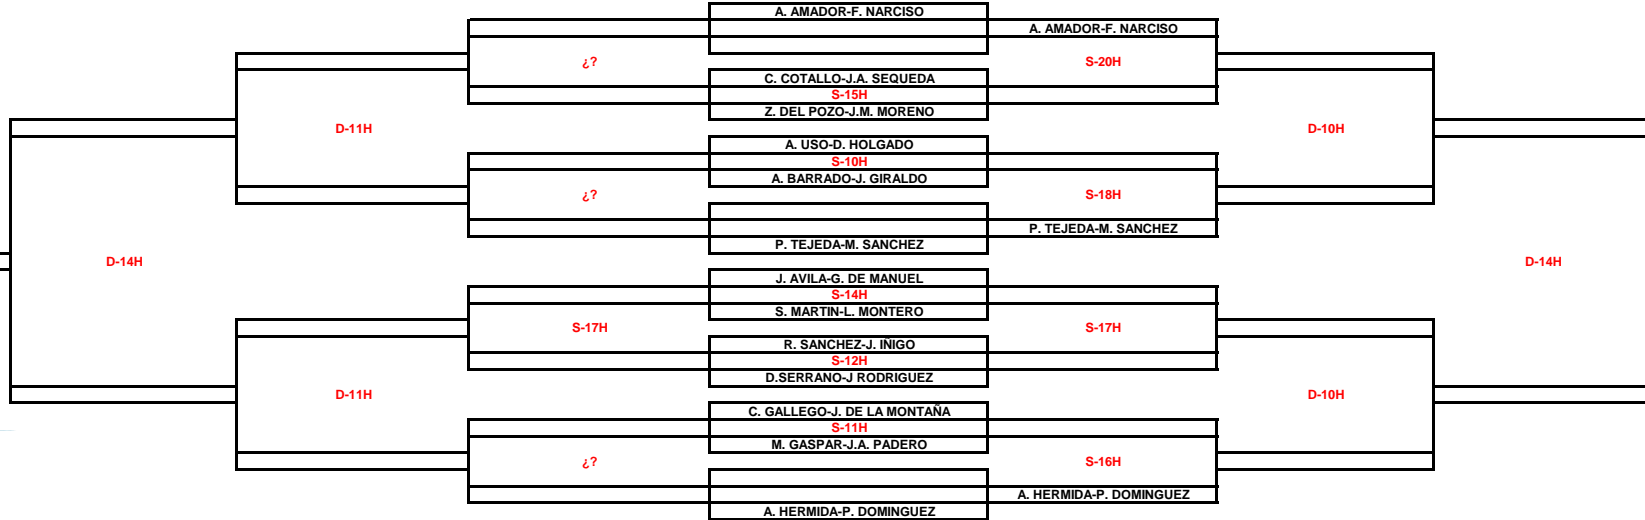 A. AMADOR-F. NARCISO
A. AMADOR-F. NARCISO
¿?
S-20H
C. COTALLO-J.A. SEQUEDA
S-15H
Z. DEL POZO-J.M. MORENO
D-11H
D-10H
A. USO-D. HOLGADO
S-10H
A. BARRADO-J. GIRALDO
¿?
S-18H
P. TEJEDA-M. SANCHEZ
P. TEJEDA-M. SANCHEZ
D-14H
D-14H
J. AVILA-G. DE MANUEL
S-14H
S. MARTIN-L. MONTERO
S-17H
S-17H
R. SANCHEZ-J. IÑIGO
S-12H
D.SERRANO-J RODRIGUEZ
D-11H
D-10H
C. GALLEGO-J. DE LA MONTAÑA
S-11H
M. GASPAR-J.A. PADERO
¿?
S-16H
A. HERMIDA-P. DOMINGUEZ
A. HERMIDA-P. DOMINGUEZ